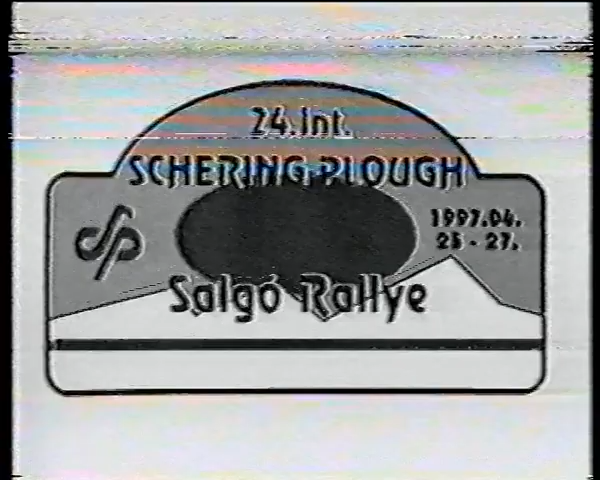 24.int.
SCHERING-PLOUGH
1997.04.
25 - 27.
Salgó Rallye